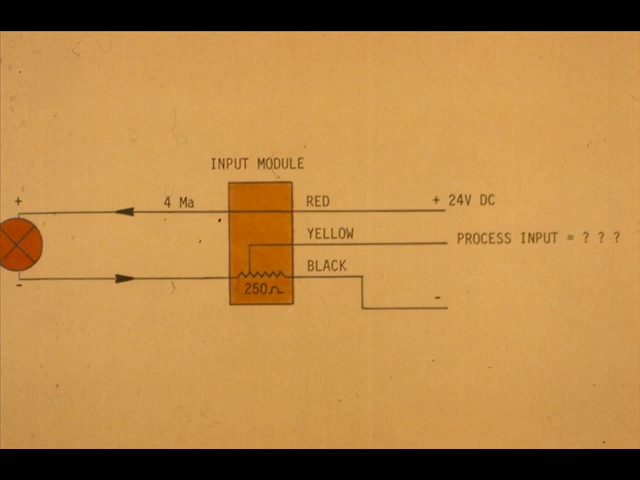 INPUT MODULE
+ 4 Ma RED + 24V DC
YELLOW PROCESS INPUT = ? ? ?
- BLACK
250Ω -